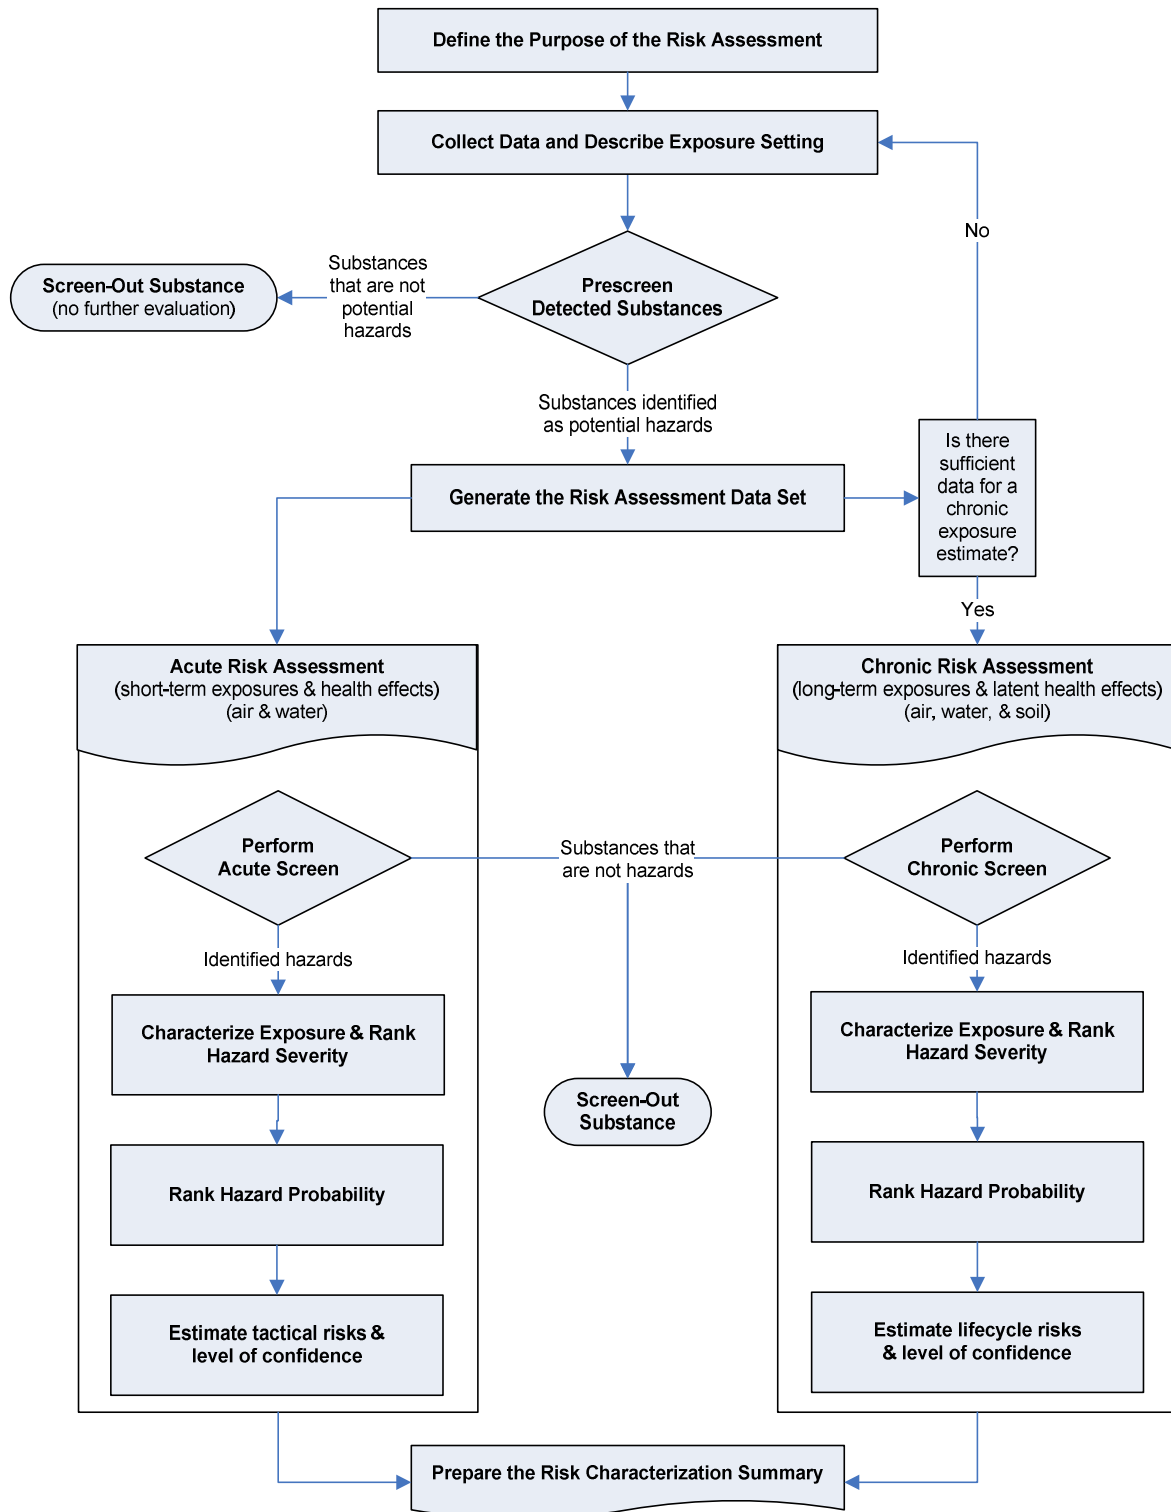 Define the Purpose of the Risk Assessment
Collect Data and Describe Exposure Setting
No
Substances
that are not
potential
hazards
Screen-Out Substance
(no further evaluation)
Prescreen
Detected Substances
Substances identified
as potential hazards
Is there
sufficient
data for a
chronic
exposure
estimate?
Generate the Risk Assessment Data Set
Yes
Acute Risk Assessment
(short-term exposures & health effects)
(air & water)
Chronic Risk Assessment
(long-term exposures & latent health effects)
(air, water, & soil)
Perform
Acute Screen
Substances that
are not hazards
Perform
Chronic Screen
Identified hazards
Identified hazards
Characterize Exposure & Rank
Hazard Severity
Characterize Exposure & Rank
Hazard Severity
Screen-Out
Substance
Rank Hazard Probability
Rank Hazard Probability
Estimate tactical risks &
level of confidence
Estimate lifecycle risks
& level of confidence
Prepare the Risk Characterization Summary